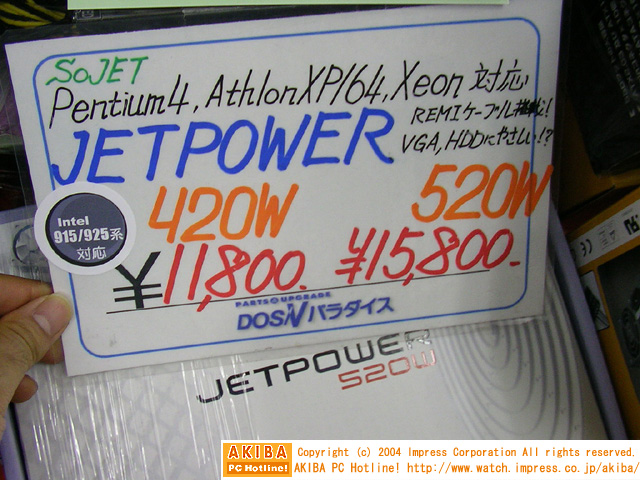 SoJET
Pentium4, AthlonXP/64, Xeon 対応
REMIケーブル搭載!
JETPOWER
VGA, HDDにやさしい!?
420W
520W
Intel
915/925系
対応
¥11,800.
¥15,800.-
PARTS UPGRADE
DOS/Vパラダイス
JETPOWER
520W
AKIBA
PC Hotline!
Copyright (c) 2004 Impress Corporation All rights reserved.
AKIBA PC Hotline! http://www.watch.impress.co.jp/akiba/